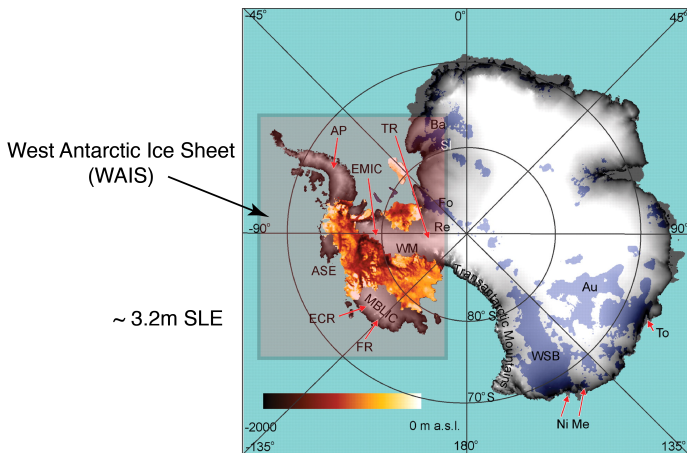 -45°
0°
45°
AP
TR
Ba
West Antarctic Ice Sheet
(WAIS)
EMIC
Sl
Fo
Re
-90°
90°
WM
ASE
Transantarctic Mountains
Au
MBLIC
ECR
~ 3.2m SLE
FR
80°S
To
WSB
70°S
-2000
0 m a.s.l.
Ni Me
-135°
180°
135°